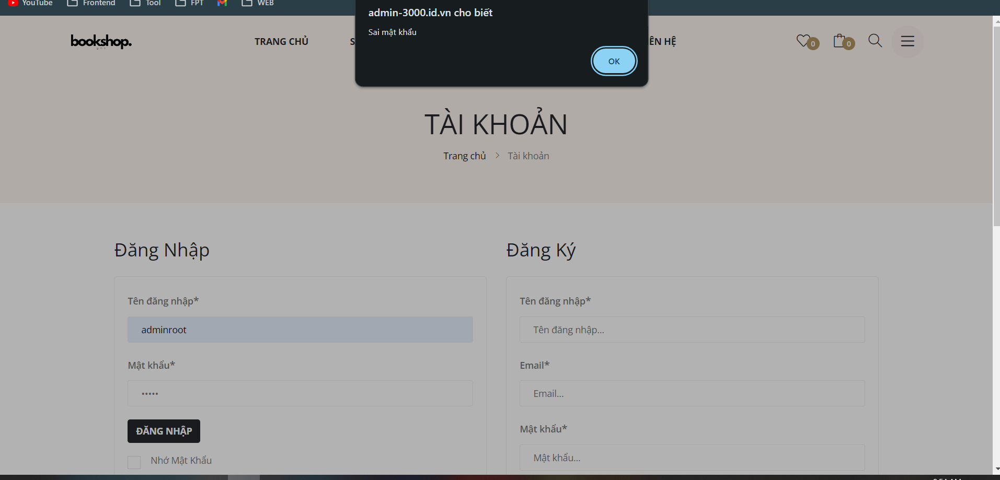 YouTube Frontend Tool FPT WEB
admin-3000.id.vn cho biết
Sai mật khẩu
OK
bookshop.
TRANG CHỦ S ÊN HỆ 0 0
TÀI KHOẢN
Trang chủ > Tài khoản
Đăng Nhập
Tên đăng nhập*
adminroot
Mật khẩu*
•••••
ĐĂNG NHẬP
Nhớ Mật Khẩu
Đăng Ký
Tên đăng nhập*
Tên đăng nhập...
Email*
Email...
Mật khẩu*
Mật khẩu...